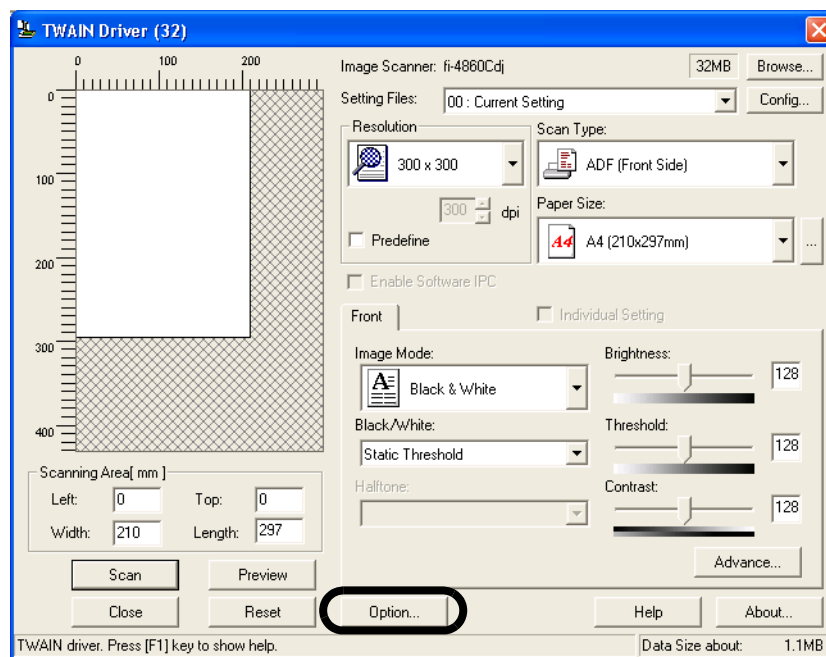 TWAIN Driver (32)
0 100 200
0
100
200
300
400
Image Scanner: fi-4860Cdj 32MB Browse...
Setting Files: 00 : Current Setting Config...
Resolution
300 x 300
300 dpi
Predefine
Scan Type:
ADF (Front Side)
Paper Size:
A4 A4 (210x297mm) ...
Enable Software IPC
Front Individual Setting
Image Mode:
A Black & White
Black/White:
Static Threshold
Halftone:
Brightness:
128
Threshold:
128
Contrast:
128
Advance...
Scanning Area[ mm ]
Left: 0 Top: 0
Width: 210 Length: 297
Scan Preview
Close Reset Option... Help About...
TWAIN driver. Press [F1] key to show help. Data Size about: 1.1MB